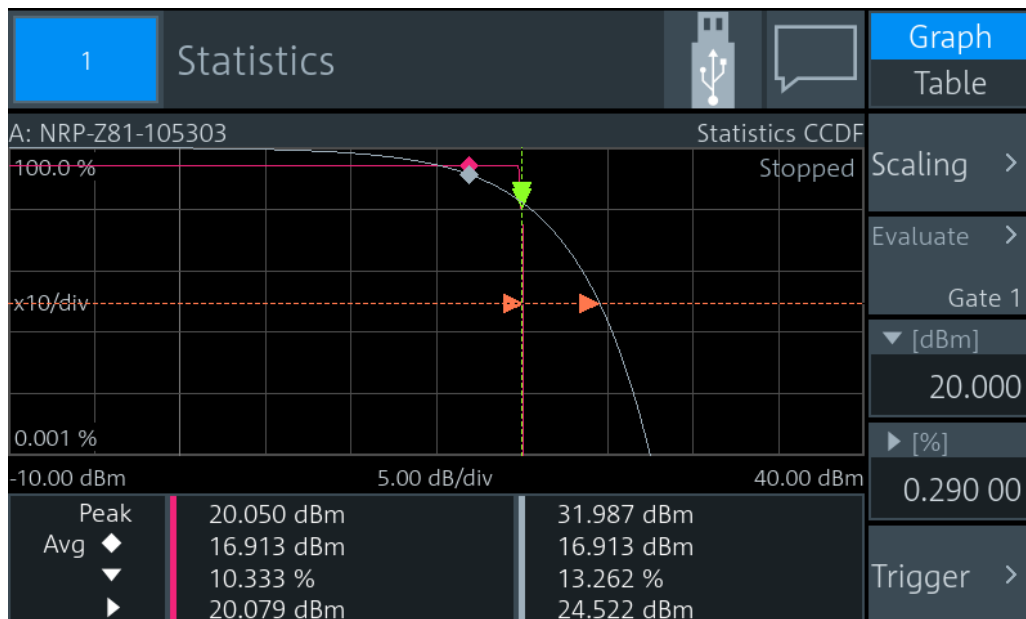 1
Statistics
Graph
Table
A: NRP-Z81-105303
Statistics CCDF
100.0 %
Stopped
Scaling >
Evaluate >
Gate 1
x10/div
[dBm]
20.000
0.001 %
[%]
0.290 00
-10.00 dBm
5.00 dB/div
40.00 dBm
Peak 20.050 dBm 31.987 dBm
Avg 16.913 dBm 16.913 dBm
10.333 % 13.262 %
20.079 dBm 24.522 dBm
Trigger >